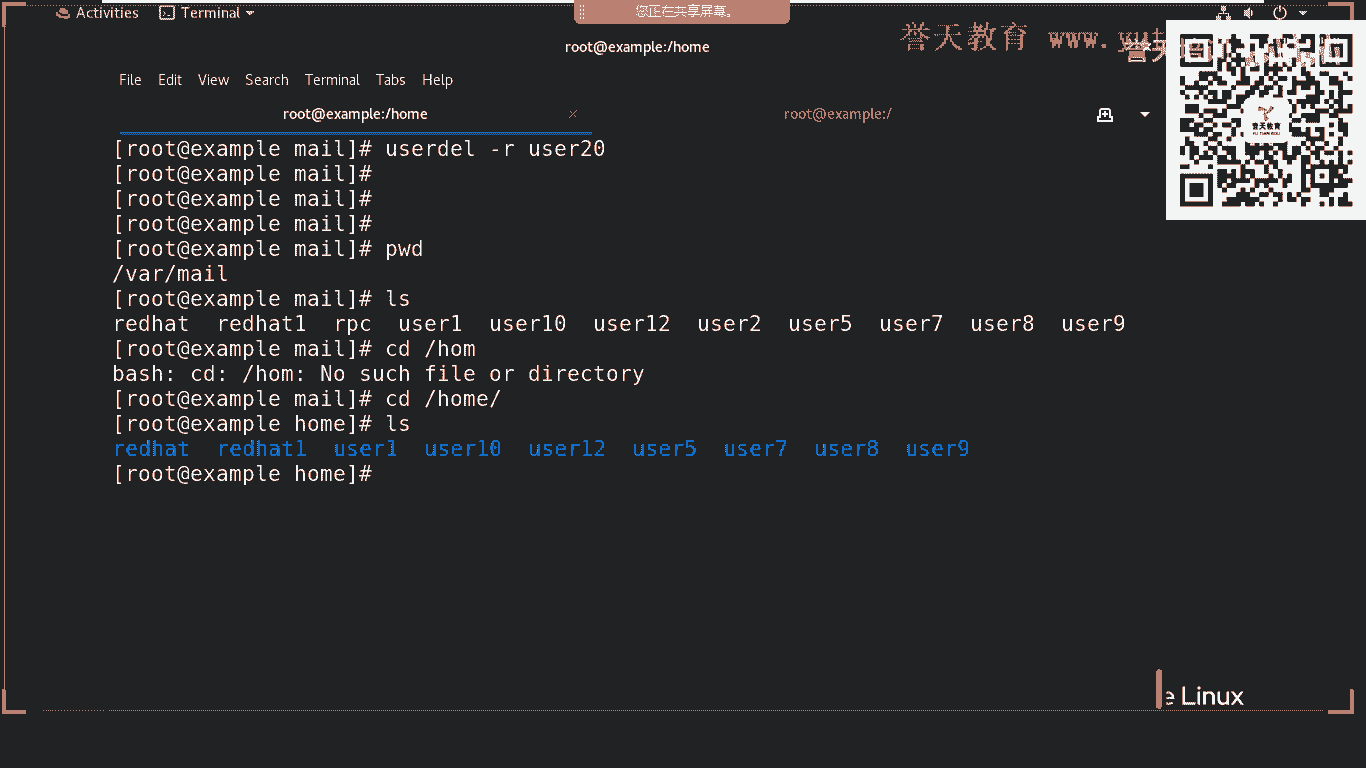 Activities Terminal
您正在共享屏幕。
誉天教育
root@example:/home
File Edit View Search Terminal Tabs Help
root@example:/home root@example:/
[root@example mail]# userdel -r user20
[root@example mail]#
[root@example mail]#
[root@example mail]#
[root@example mail]# pwd
/var/mail
[root@example mail]# ls
redhat redhat1 rpc user1 user10 user12 user2 user5 user7 user8 user9
[root@example mail]# cd /hom
bash: cd: /hom: No such file or directory
[root@example mail]# cd /home/
[root@example home]# ls
redhat redhat1 user1 user10 user12 user5 user7 user8 user9
[root@example home]#
誉天教育
e Linux